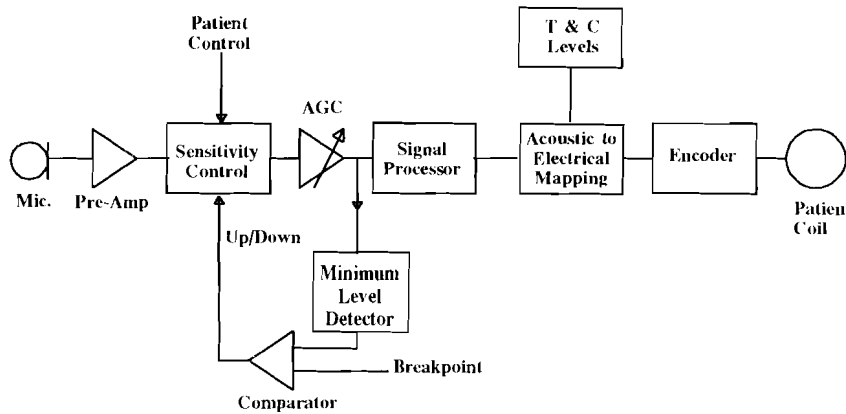 Patient
Control
T & C
Levels
AGC
Sensitivity
Control
Signal
Processor
Acoustic to
Electrical
Mapping
Encoder
Mic.
Pre-Amp
Patien
Coil
Up/Down
Minimum
Level
Detector
Breakpoint
Comparator